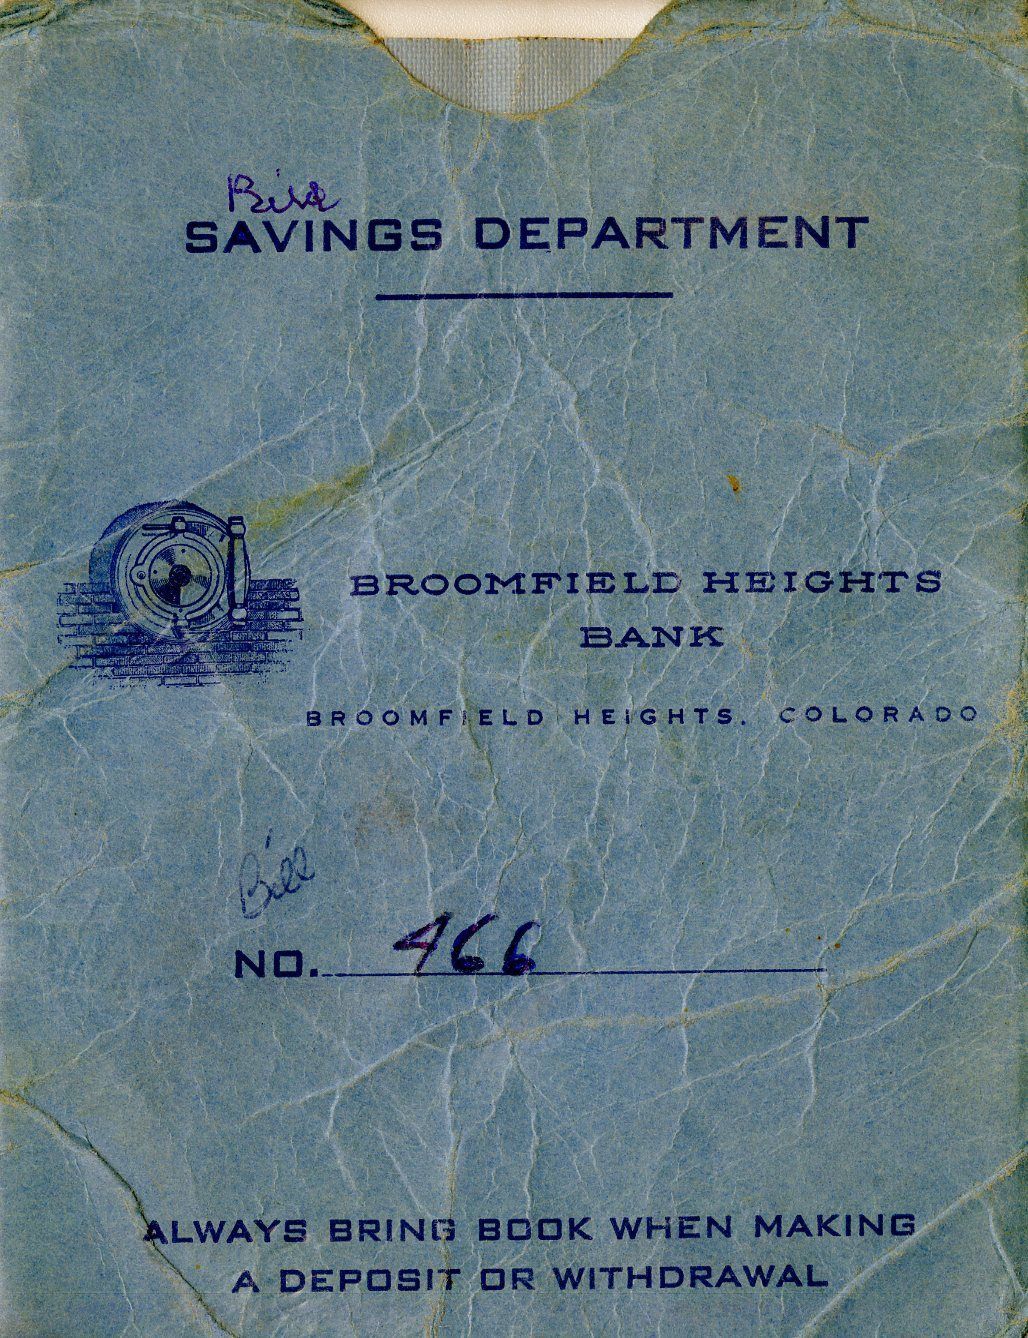 Bill
SAVINGS DEPARTMENT
BROOMFIELD HEIGHTS
BANK
BROOMFIELD HEIGHTS, COLORADO
Bill
NO. 466
ALWAYS BRING BOOK WHEN MAKING
A DEPOSIT OR WITHDRAWAL